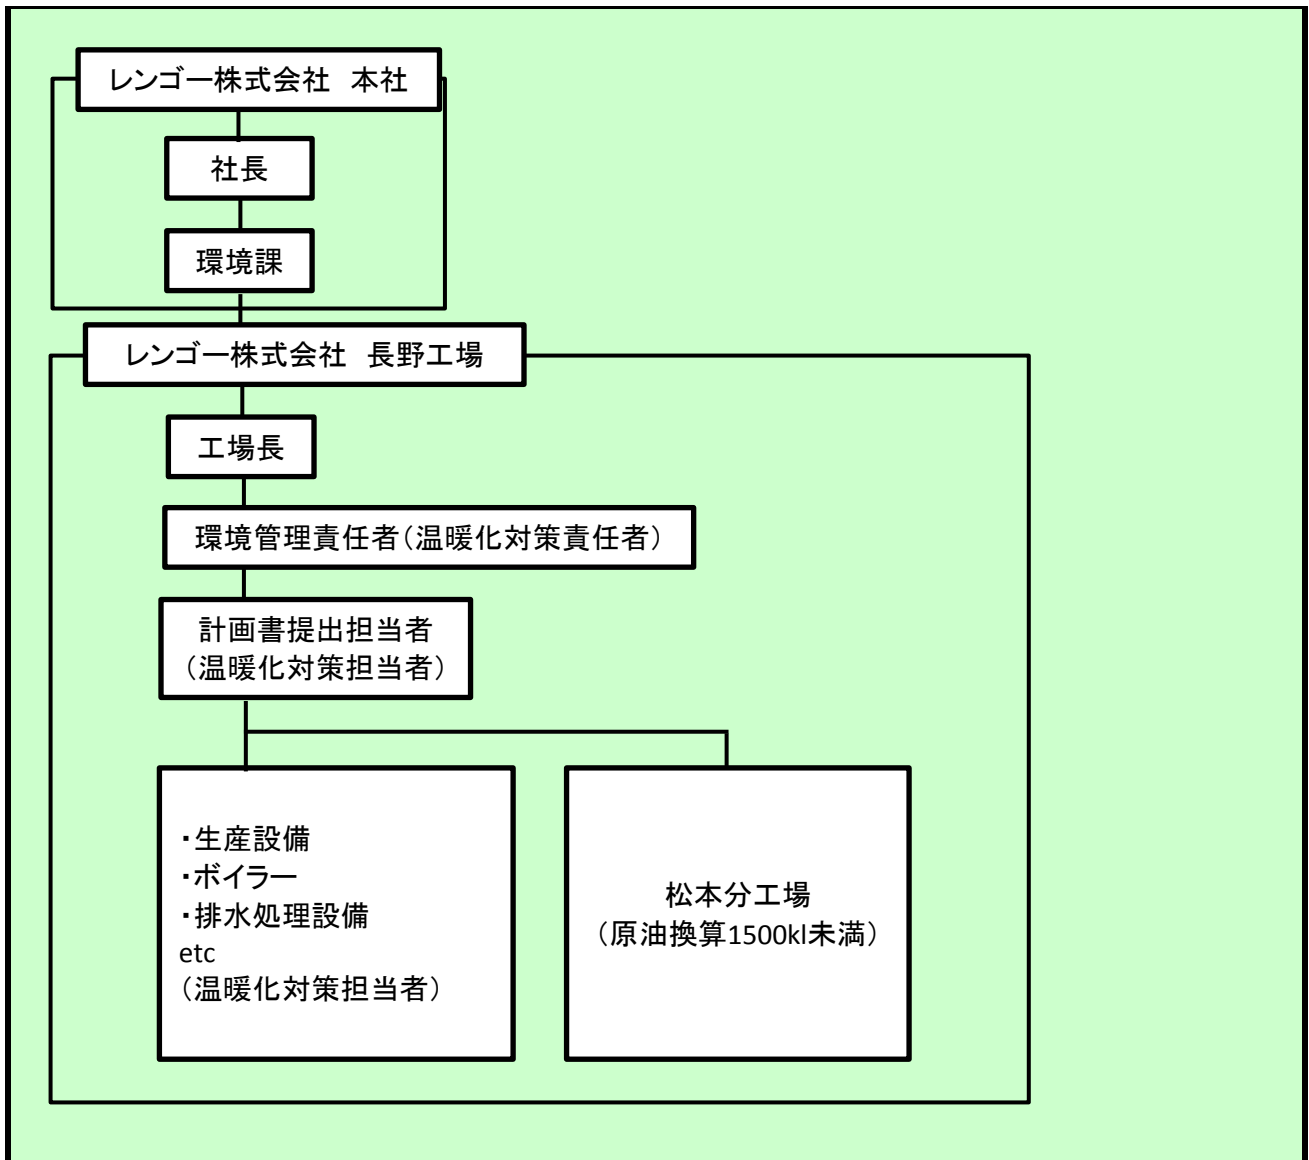 レンゴー株式会社　本社
社長
環境課
レンゴー株式会社　長野工場
工場長
環境管理責任者（温暖化対策責任者）
計画書提出担当者
（温暖化対策担当者）
・生産設備
・ボイラー
・排水処理設備
etc
（温暖化対策担当者）
松本分工場
（原油換算1500kl未満）